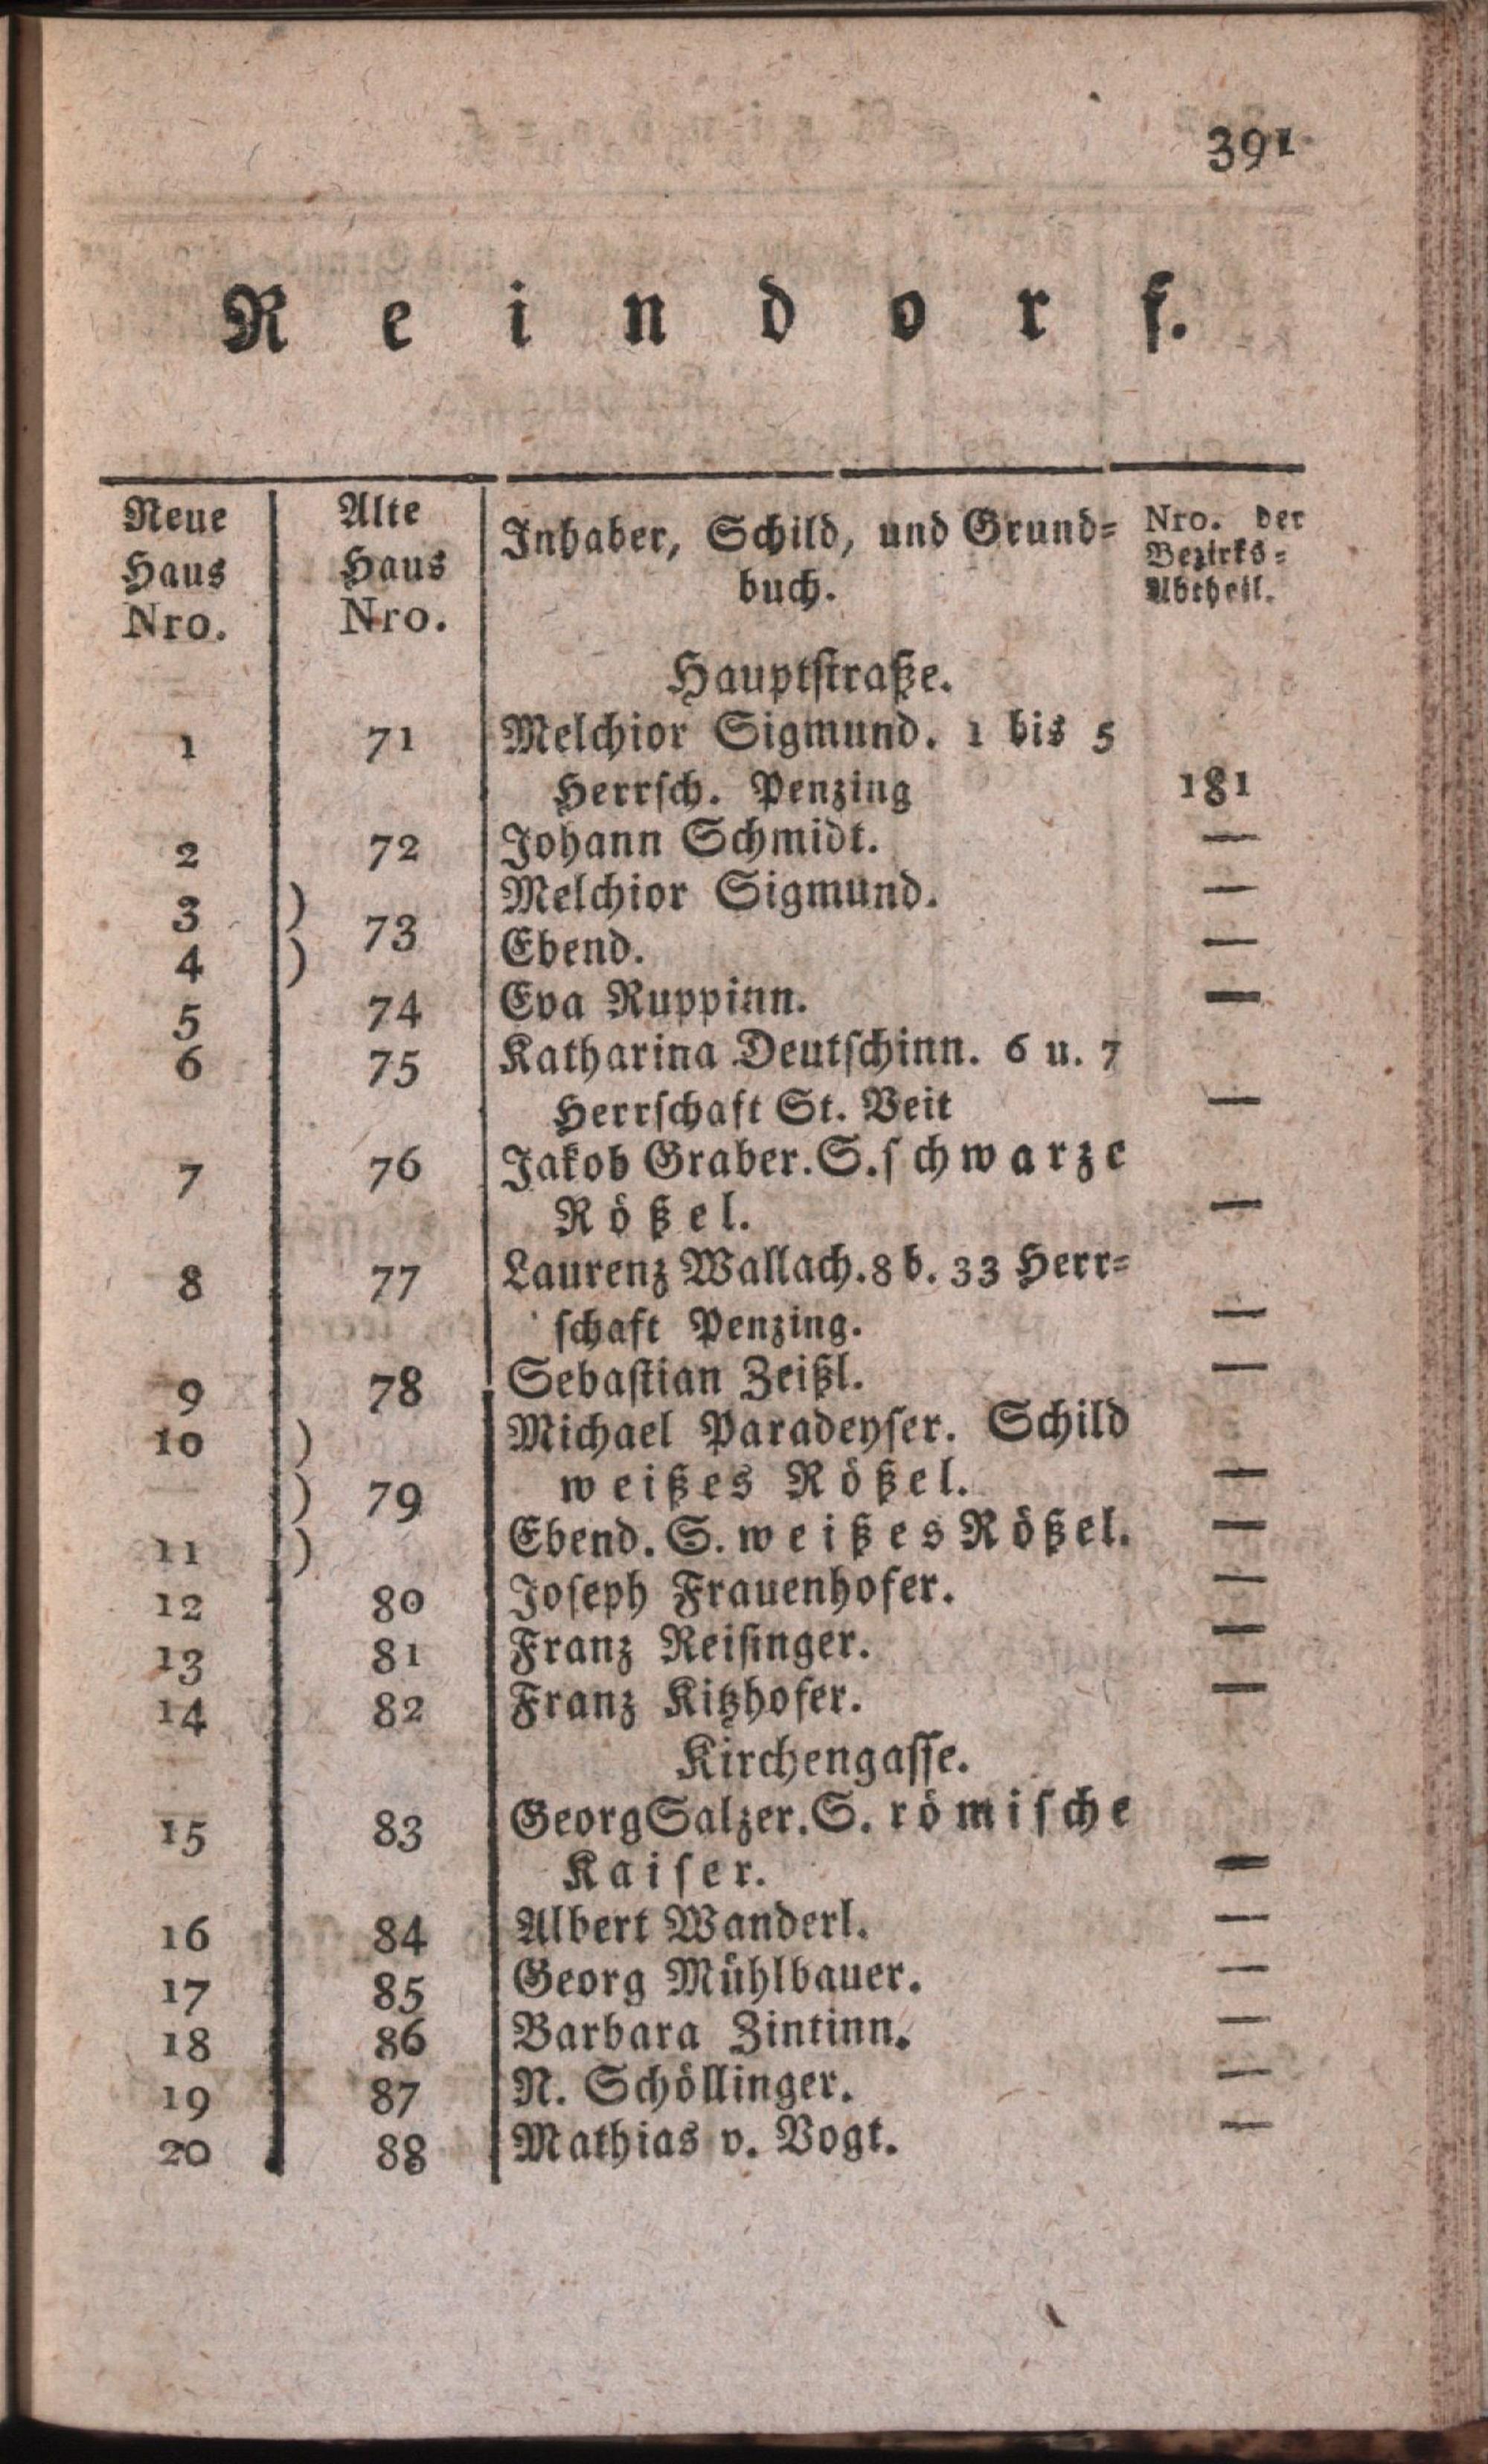 391
Reindorf.
Neue Haus Nro. Alte Haus Nro. Inhaber, Schild, und Grund= buch. Nro. der Bezirks= Abtheil.
Hauptſtraße.
1 71 Melchior Sigmund. 1 bis 5
Herrſch. Penzing 181
2 72 Johann Schmidt. —
3 ) 73 Melchior Sigmund. —
4 ) Ebend. —
5 74 Eva Ruppinn. —
6 75 Katharina Deutſchinn. 6 u. 7
Herrſchaft St. Veit —
7 76 Jakob Graber. S. ſchwarze
Rößel. —
8 77 Laurenz Wallach. 8 b. 33 Herr=
ſchaft Penzing. —
9 78 Sebaſtian Zeißl. —
10 ) Michael Paradeyſer. Schild
) 79 weißes Rößel. —
11 ) Ebend. S. weißes Rößel. —
12 80 Joſeph Frauenhofer. —
13 81 Franz Reiſinger. —
14 82 Franz Kitzhofer. —
Kirchengaſſe.
15 83 Georg Salzer. S. römiſche
Kaiſer. —
16 84 Albert Wanderl. —
17 85 Georg Mühlbauer. —
18 86 Barbara Zintinn. —
19 87 N. Schöllinger. —
20 88 Mathias v. Vogt. —